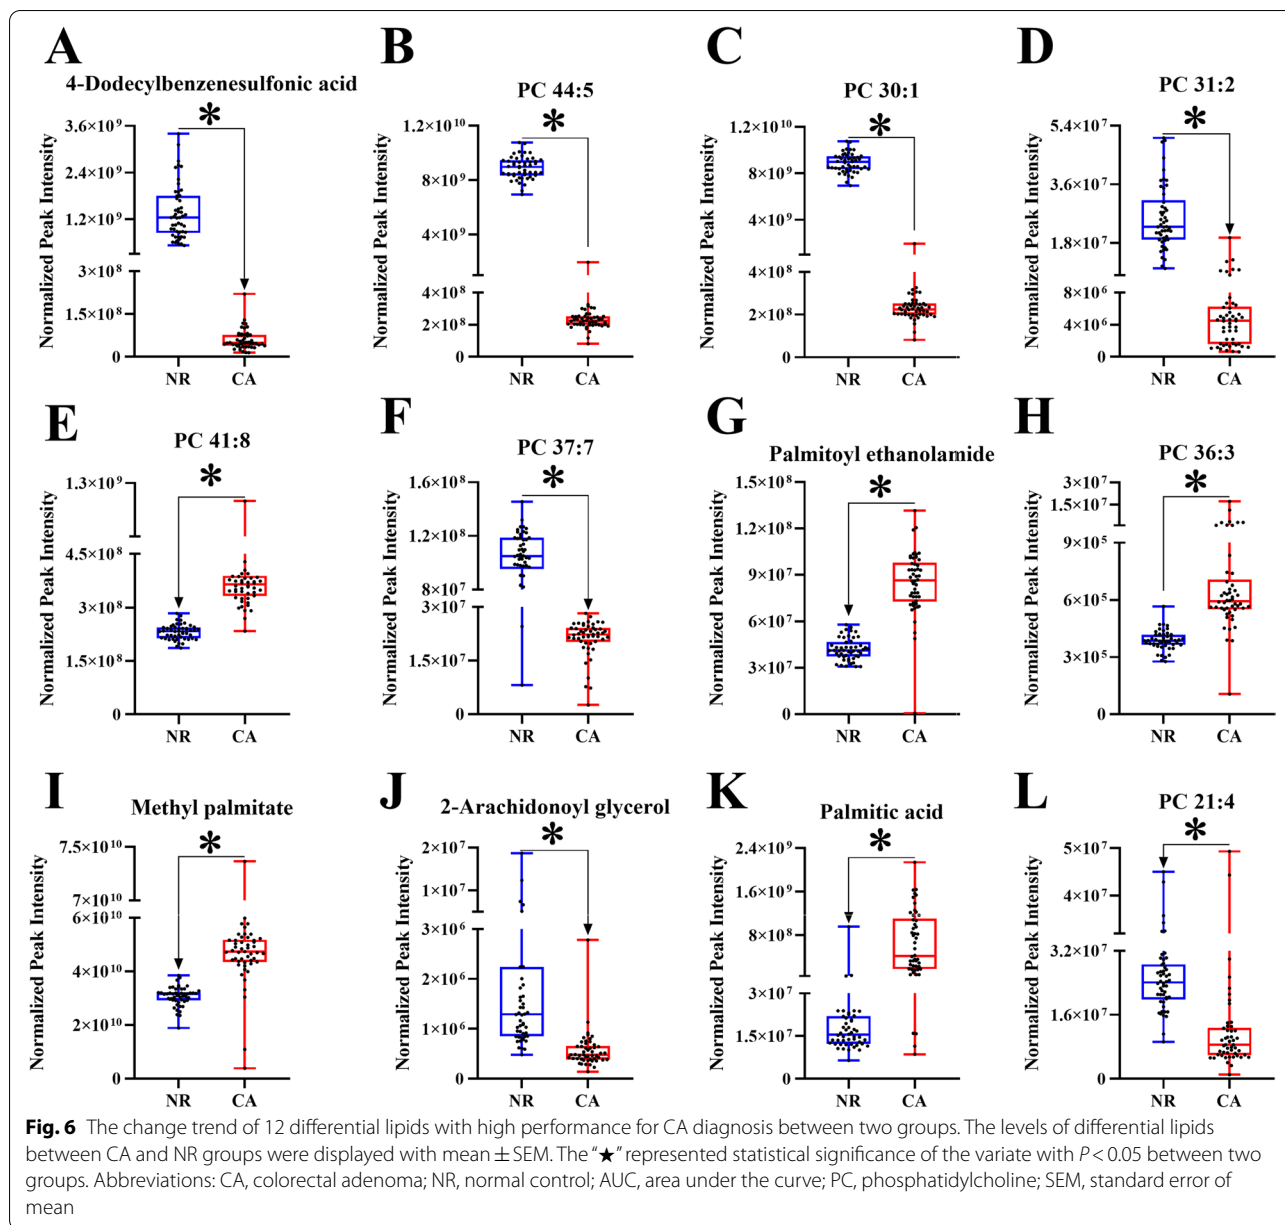 A
4-Dodecylbenzenesulfonic acid
*
Normalized Peak Intensity
3.6×10⁹
2.4×10⁹
1.2×10⁹
3×10⁸
1.5×10⁸
0
NR
CA
B
PC 44:5
*
Normalized Peak Intensity
1.2×10¹⁰
8×10⁹
4×10⁹
4×10⁸
2×10⁸
0
NR
CA
C
PC 30:1
*
Normalized Peak Intensity
1.2×10¹⁰
8×10⁹
4×10⁹
4×10⁸
2×10⁸
0
NR
CA
D
PC 31:2
*
Normalized Peak Intensity
5.4×10⁷
3.6×10⁷
1.8×10⁷
8×10⁶
4×10⁶
0
NR
CA
E
PC 41:8
*
Normalized Peak Intensity
1.3×10⁹
4.5×10⁸
3×10⁸
1.5×10⁸
0
NR
CA
F
PC 37:7
*
Normalized Peak Intensity
1.6×10⁸
1.2×10⁸
8×10⁷
3×10⁷
1.5×10⁷
0
NR
CA
G
Palmitoyl ethanolamide
*
Normalized Peak Intensity
1.5×10⁸
1.2×10⁸
9×10⁷
6×10⁷
3×10⁷
0
NR
CA
H
PC 36:3
*
Normalized Peak Intensity
3×10⁷
1.5×10⁷
9×10⁵
6×10⁵
3×10⁵
0
NR
CA
I
Methyl palmitate
*
Normalized Peak Intensity
7.5×10¹⁰
7×10¹⁰
6×10¹⁰
4×10¹⁰
2×10¹⁰
0
NR
CA
J
2-Arachidonoyl glycerol
*
Normalized Peak Intensity
2×10⁷
1×10⁷
3×10⁶
2×10⁶
1×10⁶
0
NR
CA
K
Palmitic acid
*
Normalized Peak Intensity
2.4×10⁹
1.6×10⁹
8×10⁸
3×10⁷
1.5×10⁷
0
NR
CA
L
PC 21:4
*
Normalized Peak Intensity
5×10⁷
4×10⁷
3.2×10⁷
1.6×10⁷
0
NR
CA
Fig. 6 The change trend of 12 differential lipids with high performance for CA diagnosis between two groups. The levels of differential lipids
between CA and NR groups were displayed with mean ± SEM. The "★" represented statistical significance of the variate with P < 0.05 between two
groups. Abbreviations: CA, colorectal adenoma; NR, normal control; AUC, area under the curve; PC, phosphatidylcholine; SEM, standard error of
mean